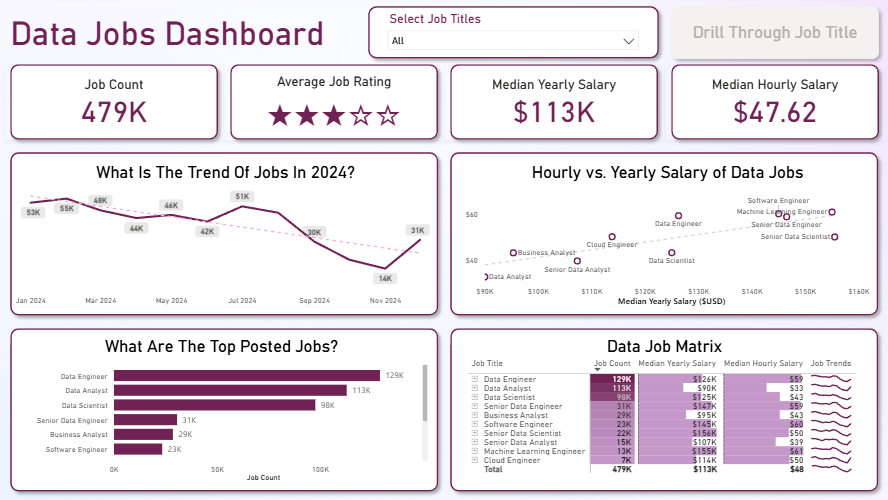 Data Jobs Dashboard
Select Job Titles
All
Drill Through Job Title
Job Count
479K
Average Job Rating
Median Yearly Salary
$113K
Median Hourly Salary
$47.62
What Is The Trend Of Jobs In 2024?
53K
55K
48K
44K
46K
42K
51K
30K
14K
31K
Jan 2024
Mar 2024
May 2024
Jul 2024
Sep 2024
Nov 2024
Hourly vs. Yearly Salary of Data Jobs
$60
$40
Software Engineer
Machine Learning Engineer
Data Engineer
Senior Data Engineer
Senior Data Scientist
Cloud Engineer
Business Analyst
Data Scientist
Senior Data Analyst
Data Analyst
$90K
$100K
$110K
$120K
$130K
$140K
$150K
$160K
Median Yearly Salary ($USD)
What Are The Top Posted Jobs?
Data Engineer 129K
Data Analyst 113K
Data Scientist 98K
Senior Data Engineer 31K
Business Analyst 29K
Software Engineer 23K
0K 50K 100K
Job Count
Data Job Matrix
Job Title Job Count Median Yearly Salary Median Hourly Salary Job Trends
Data Engineer 129K $126K $59
Data Analyst 113K $90K $33
Data Scientist 98K $125K $43
Senior Data Engineer 31K $147K $59
Business Analyst 29K $95K $43
Software Engineer 23K $145K $60
Senior Data Scientist 22K $156K $50
Senior Data Analyst 15K $107K $39
Machine Learning Engineer 13K $155K $61
Cloud Engineer 7K $114K $50
Total 479K $113K $48